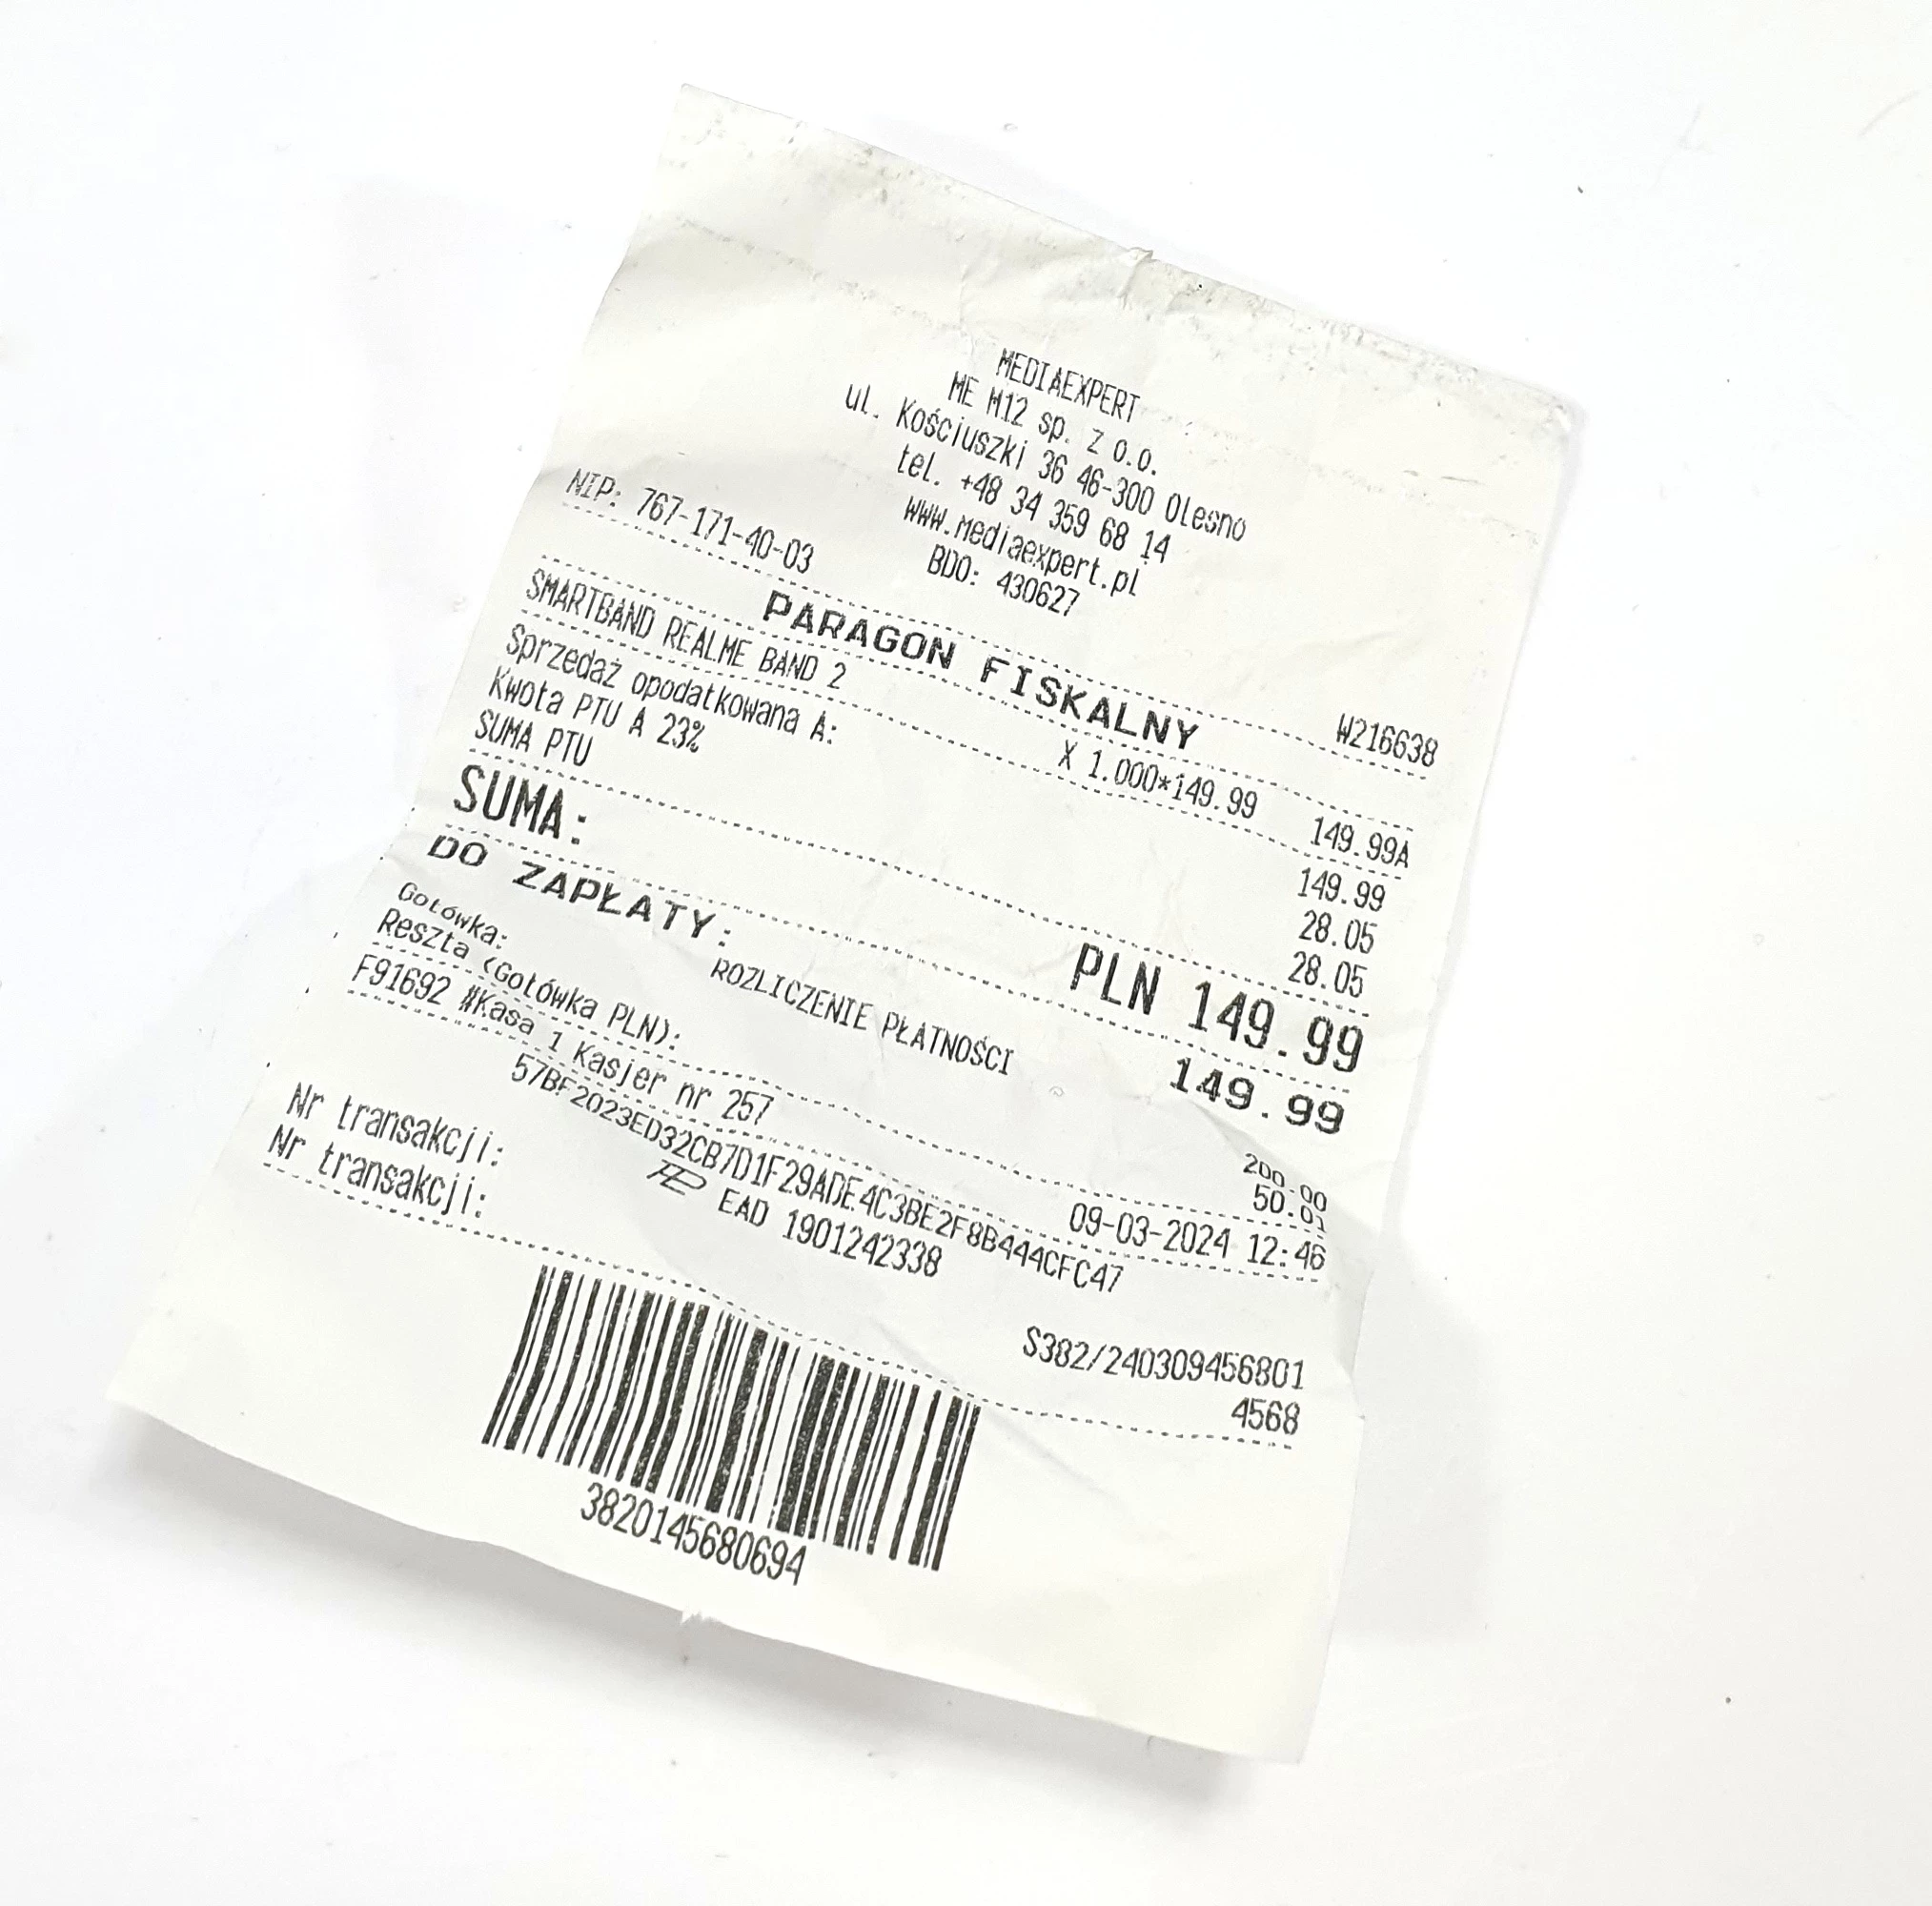 MEDIAEXPERT
ME M12 sp. z o.o.
ul. Kościuszki 36 46-300 Olesno
tel. +48 34 359 68 14
www.mediaexpert.pl
BDO: 430627
NIP: 767-171-40-03 W216638
PARAGON FISKALNY
SMARTBAND REALME BAND 2 X 1.000*149.99 149.99A
Sprzedaż opodatkowana A: 149.99
Kwota PTU A 23% 28.05
SUMA PTU 28.05
SUMA: PLN 149.99
DO ZAPŁATY: 149.99
ROZLICZENIE PŁATNOŚCI
Gotówka: 200.00
Reszta (Gotówka PLN): 50.01
F91692 #Kasa 1 Kasjer nr 257 09-03-2024 12:46
57BF2023ED32CB7D1F29ADE4C3BE2F8B444CFC47
EAD 1901242338
Nr transakcji: S382/240309456801
Nr transakcji: 4568
3820145680694